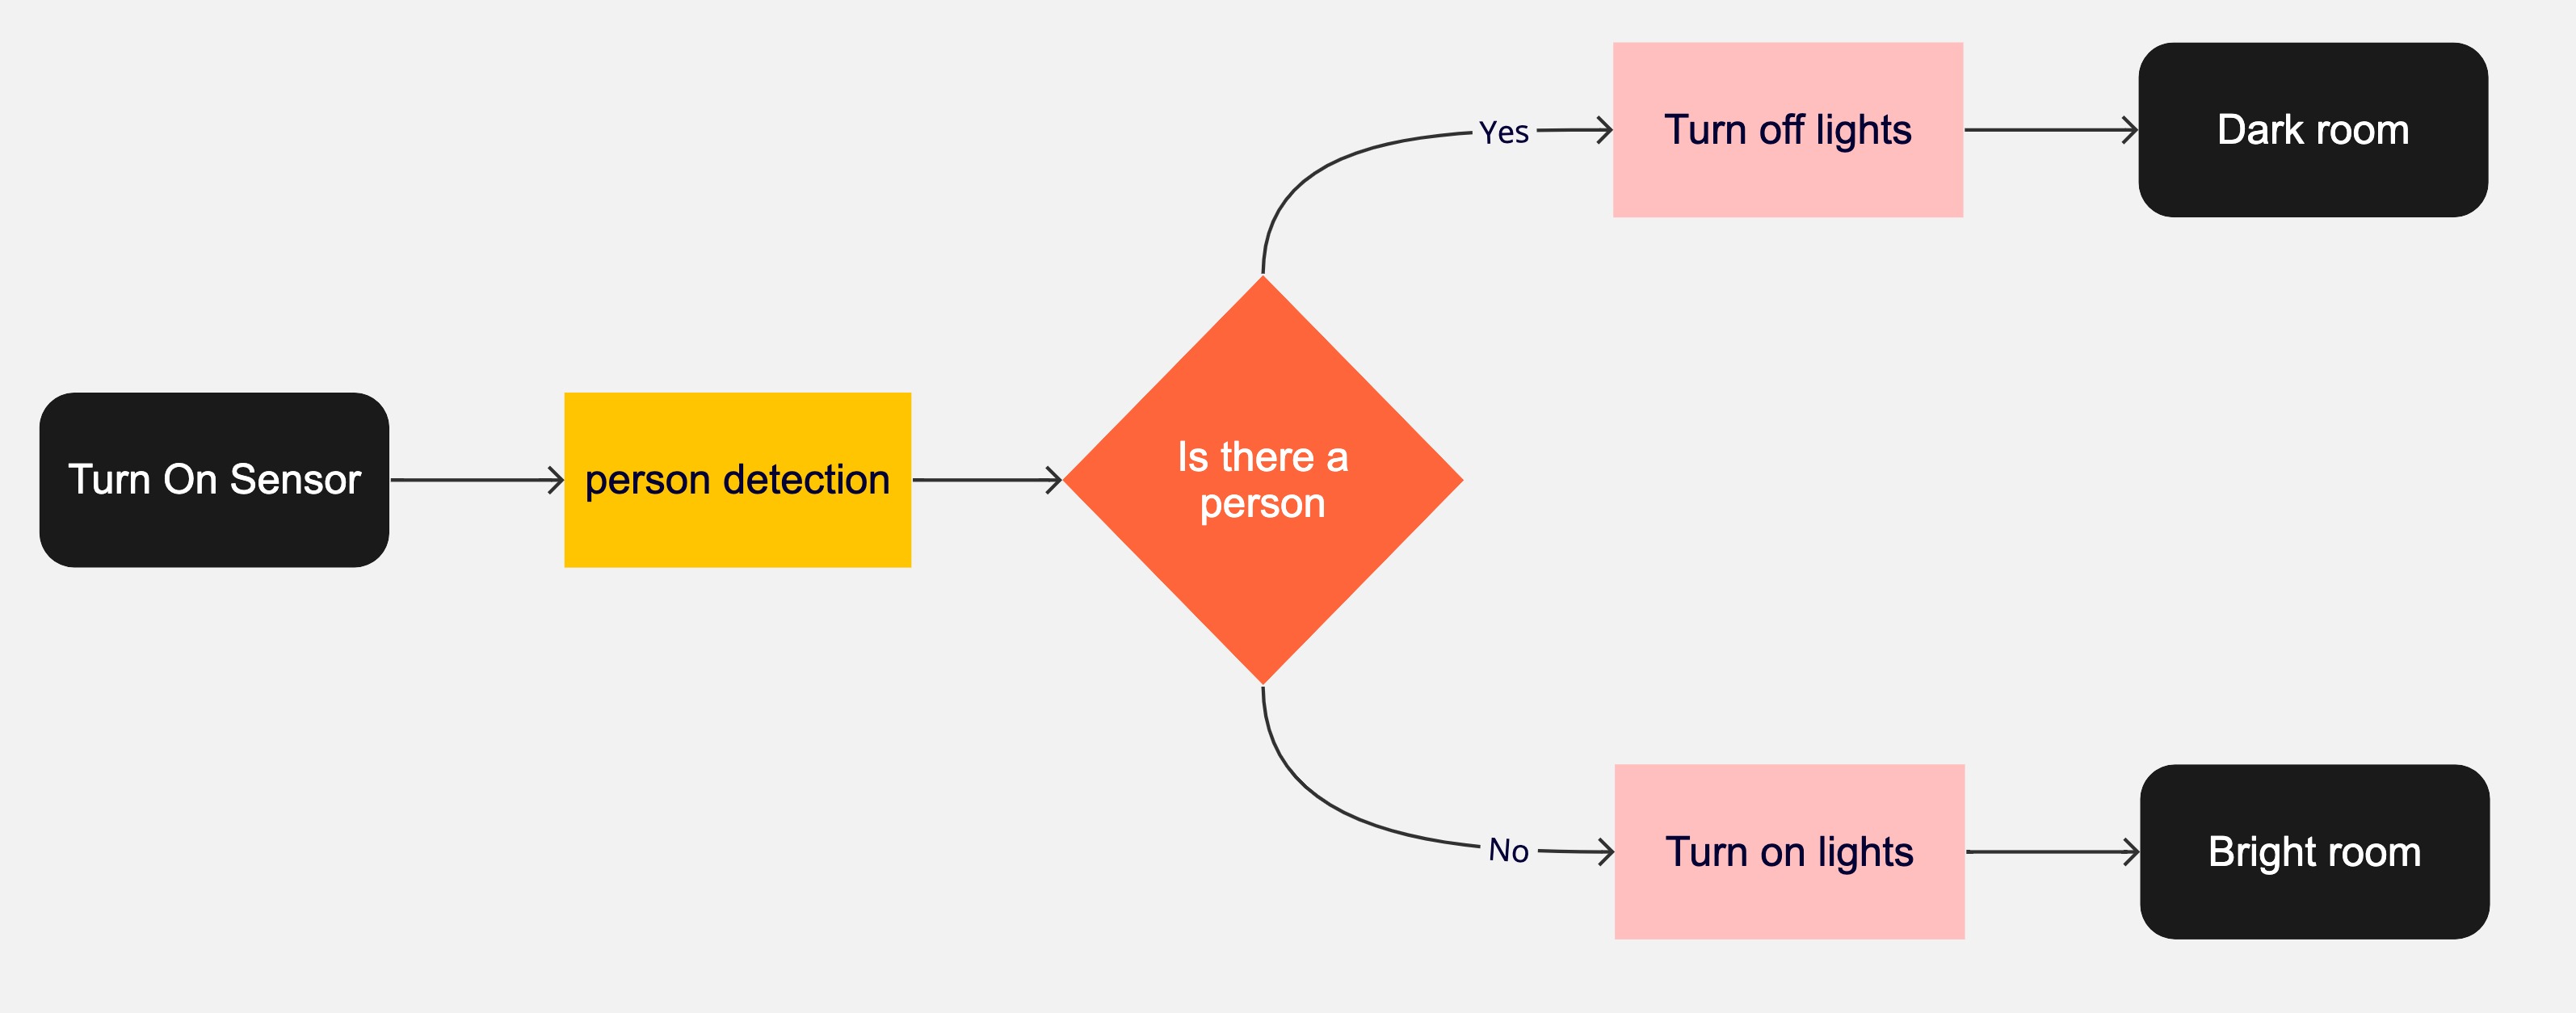 Turn On Sensor
person detection
Is there a
person
Yes
Turn off lights
Dark room
No
Turn on lights
Bright room